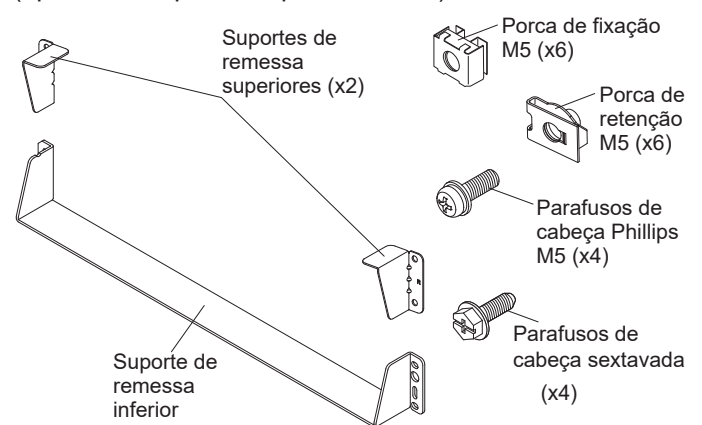 Suportes de
remessa
superiores (x2)
Porca de fixação
M5 (x6)
Porca de
retenção
M5 (x6)
Parafusos de
cabeça Phillips
M5 (x4)
Parafusos de
cabeça sextavada
(x4)
Suporte de
remessa
inferior